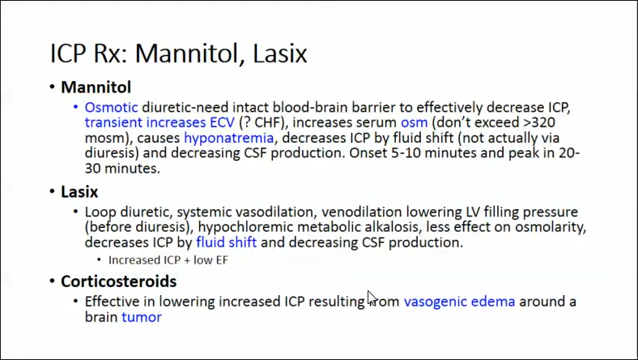 ICP Rx: Mannitol, Lasix
• Mannitol
• Osmotic diuretic-need intact blood-brain barrier to effectively decrease ICP,
transient increases ECV (? CHF), increases serum osm (don't exceed >320
mosm), causes hyponatremia, decreases ICP by fluid shift (not actually via
diuresis) and decreasing CSF production. Onset 5-10 minutes and peak in 20-
30 minutes.
• Lasix
• Loop diuretic, systemic vasodilation, venodilation lowering LV filling pressure
(before diuresis), hypochloremic metabolic alkalosis, less effect on osmolarity,
decreases ICP by fluid shift and decreasing CSF production.
• Increased ICP + low EF
• Corticosteroids
• Effective in lowering increased ICP resulting from vasogenic edema around a
brain tumor